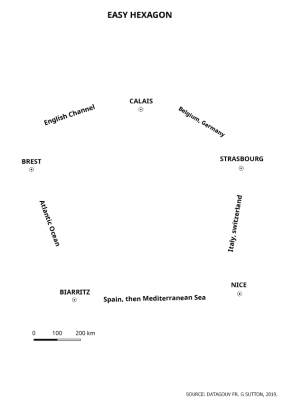 EASY HEXAGON
CALAIS
English Channel
Belgium, Germany
BREST
STRASBOURG
Atlantic Ocean
Italy, switzerland
BIARRITZ
NICE
Spain, then Mediterranean Sea
0 100 200 km
SOURCE: DATAGOUV FR, G SUTTON, 2019.